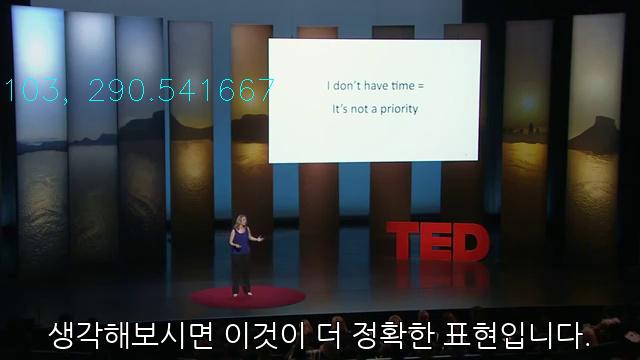 I don't have time =
It's not a priority
103, 290.541667
TED
생각해보시면 이것이 더 정확한 표현입니다.